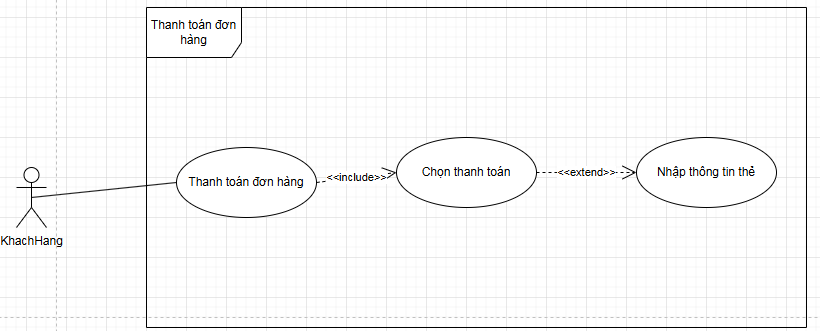 Thanh toán đơn
hàng
Thanh toán đơn hàng
<<include>>
Chọn thanh toán
<<extend>>
Nhập thông tin thẻ
KhachHang